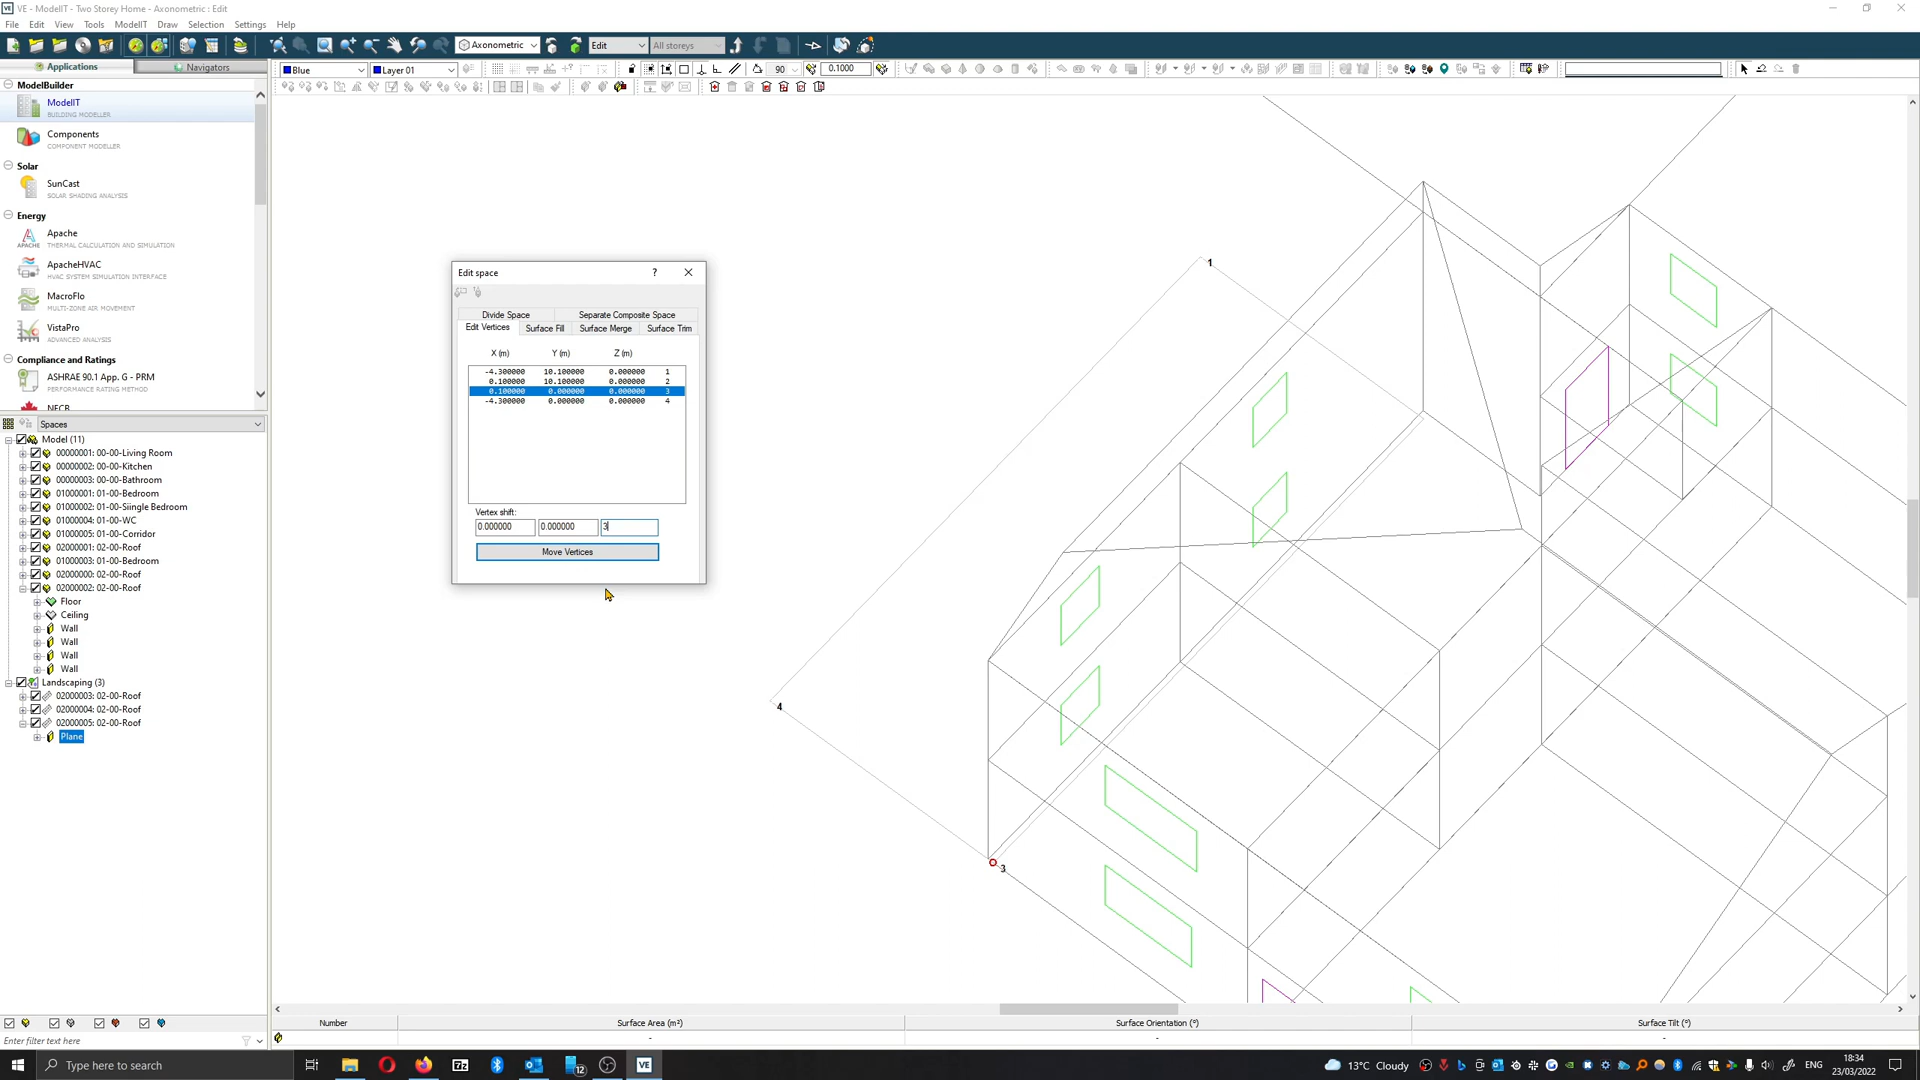 VE - ModelIT - Two Storey Home - Axonometric : Edit
File Edit View Tools ModelIT Draw Selection Settings Help
Axonometric Edit All storeys
Applications Navigators
Blue Layer 01 90 0.1000
ModelBuilder
ModelIT
BUILDING MODELLER
Components
COMPONENT MODELLER
Solar
SunCast
SOLAR SHADING ANALYSIS
Energy
Apache
THERMAL CALCULATION AND SIMULATION
ApacheHVAC
HVAC SYSTEM SIMULATION INTERFACE
MacroFlo
MULTI-ZONE AIR MOVEMENT
VistaPro
ADVANCED ANALYSIS
Compliance and Ratings
ASHRAE 90.1 App. G - PRM
PERFORMANCE RATING METHOD
NECB
Spaces
Model (11)
00000001: 00-00-Living Room
00000002: 00-00-Kitchen
00000003: 00-00-Bathroom
01000001: 01-00-Bedroom
01000002: 01-00-Siingle Bedroom
01000004: 01-00-WC
01000005: 01-00-Corridor
02000001: 02-00-Roof
01000003: 01-00-Bedroom
02000000: 02-00-Roof
02000002: 02-00-Roof
Floor
Ceiling
Wall
Wall
Wall
Wall
Landscaping (3)
02000003: 02-00-Roof
02000004: 02-00-Roof
02000005: 02-00-Roof
Plane
Enter filter text here
Edit space ?
Divide Space Separate Composite Space
Edit Vertices Surface Fill Surface Merge Surface Trim
X (m) Y (m) Z (m)
-4.300000 10.100000 0.000000 1
0.100000 10.100000 0.000000 2
0.100000 0.000000 0.000000 3
-4.300000 0.000000 0.000000 4
Vertex shift:
0.000000 0.000000 3
Move Vertices
1
4
3
Number Surface Area (m²) Surface Orientation (°) Surface Tilt (°)
- - -
Type here to search
7z
12
VE
13°C Cloudy
ENG
18:34
23/03/2022